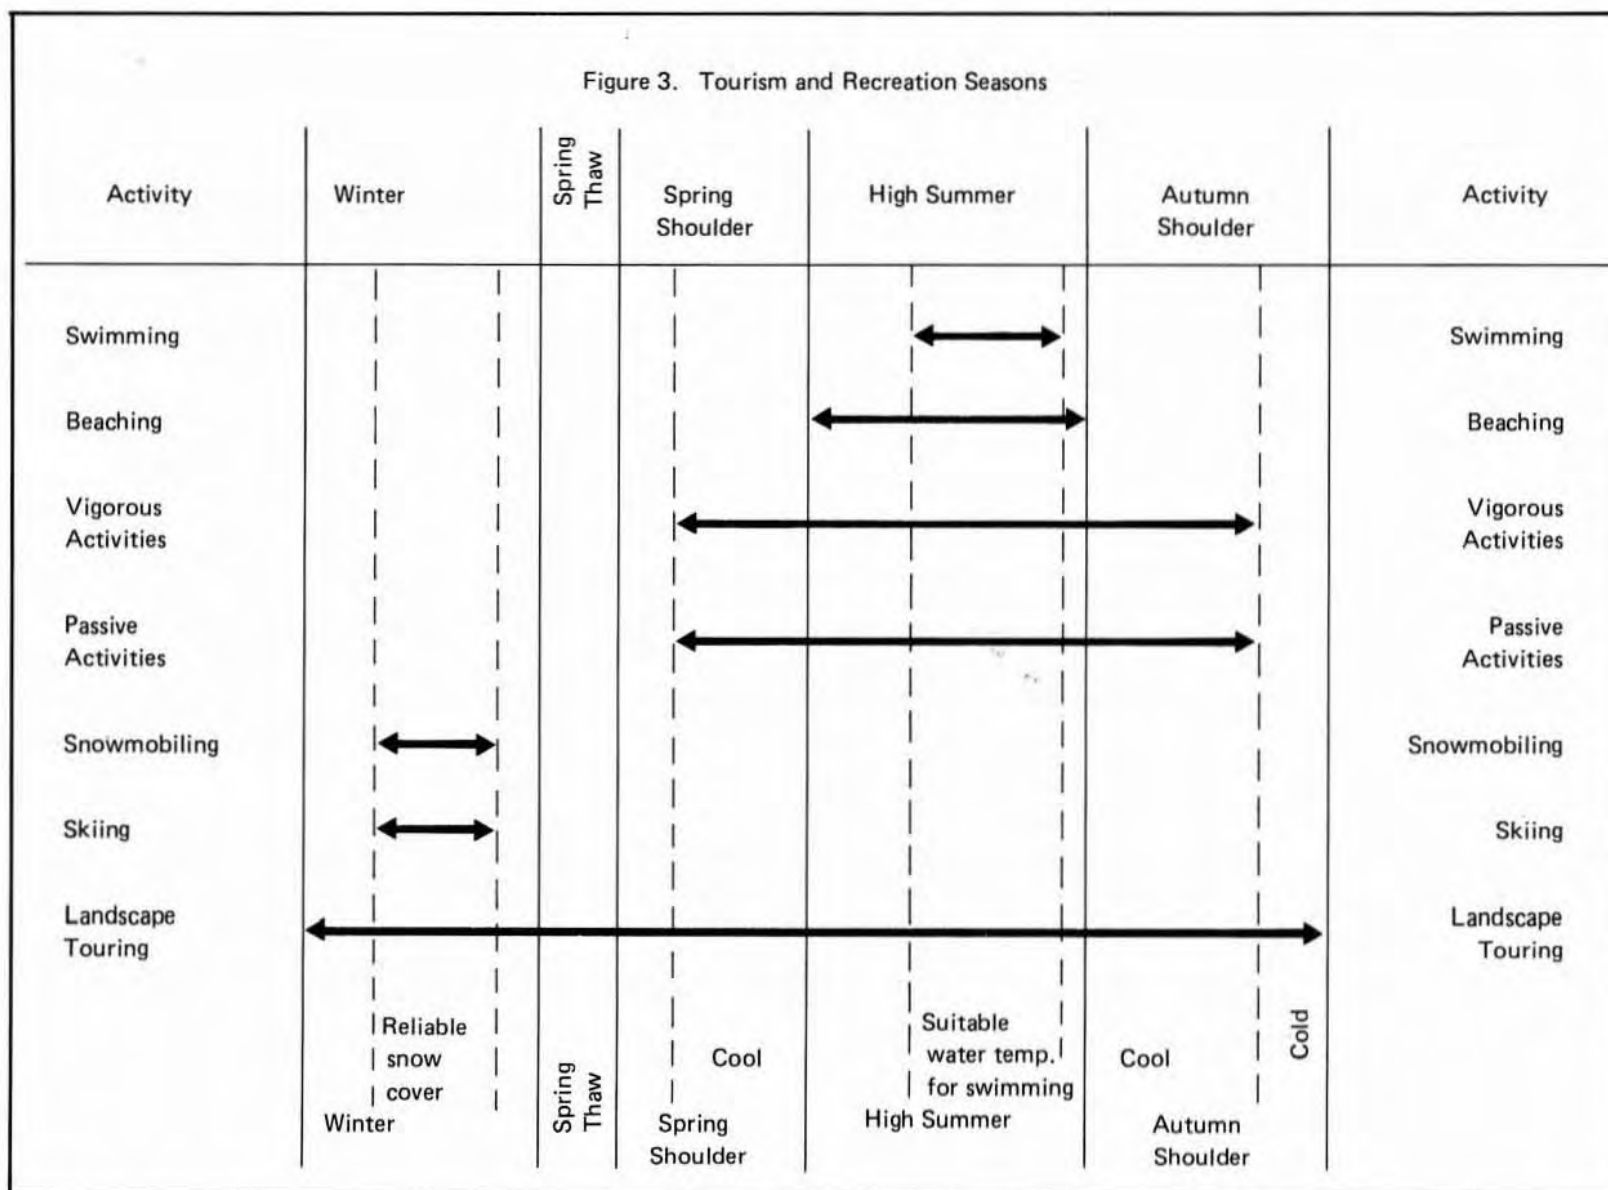 Figure 3. Tourism and Recreation Seasons
Activity
Winter
Spring
Thaw
Spring
Shoulder
High Summer
Autumn
Shoulder
Activity
Swimming
Swimming
Beaching
Beaching
Vigorous
Activities
Vigorous
Activities
Passive
Activities
Passive
Activities
Snowmobiling
Snowmobiling
Skiing
Skiing
Landscape
Touring
Landscape
Touring
Reliable
snow
cover
Cool
Suitable
water temp.
for swimming
Cool
Cold
Winter
Spring
Thaw
Spring
Shoulder
High Summer
Autumn
Shoulder